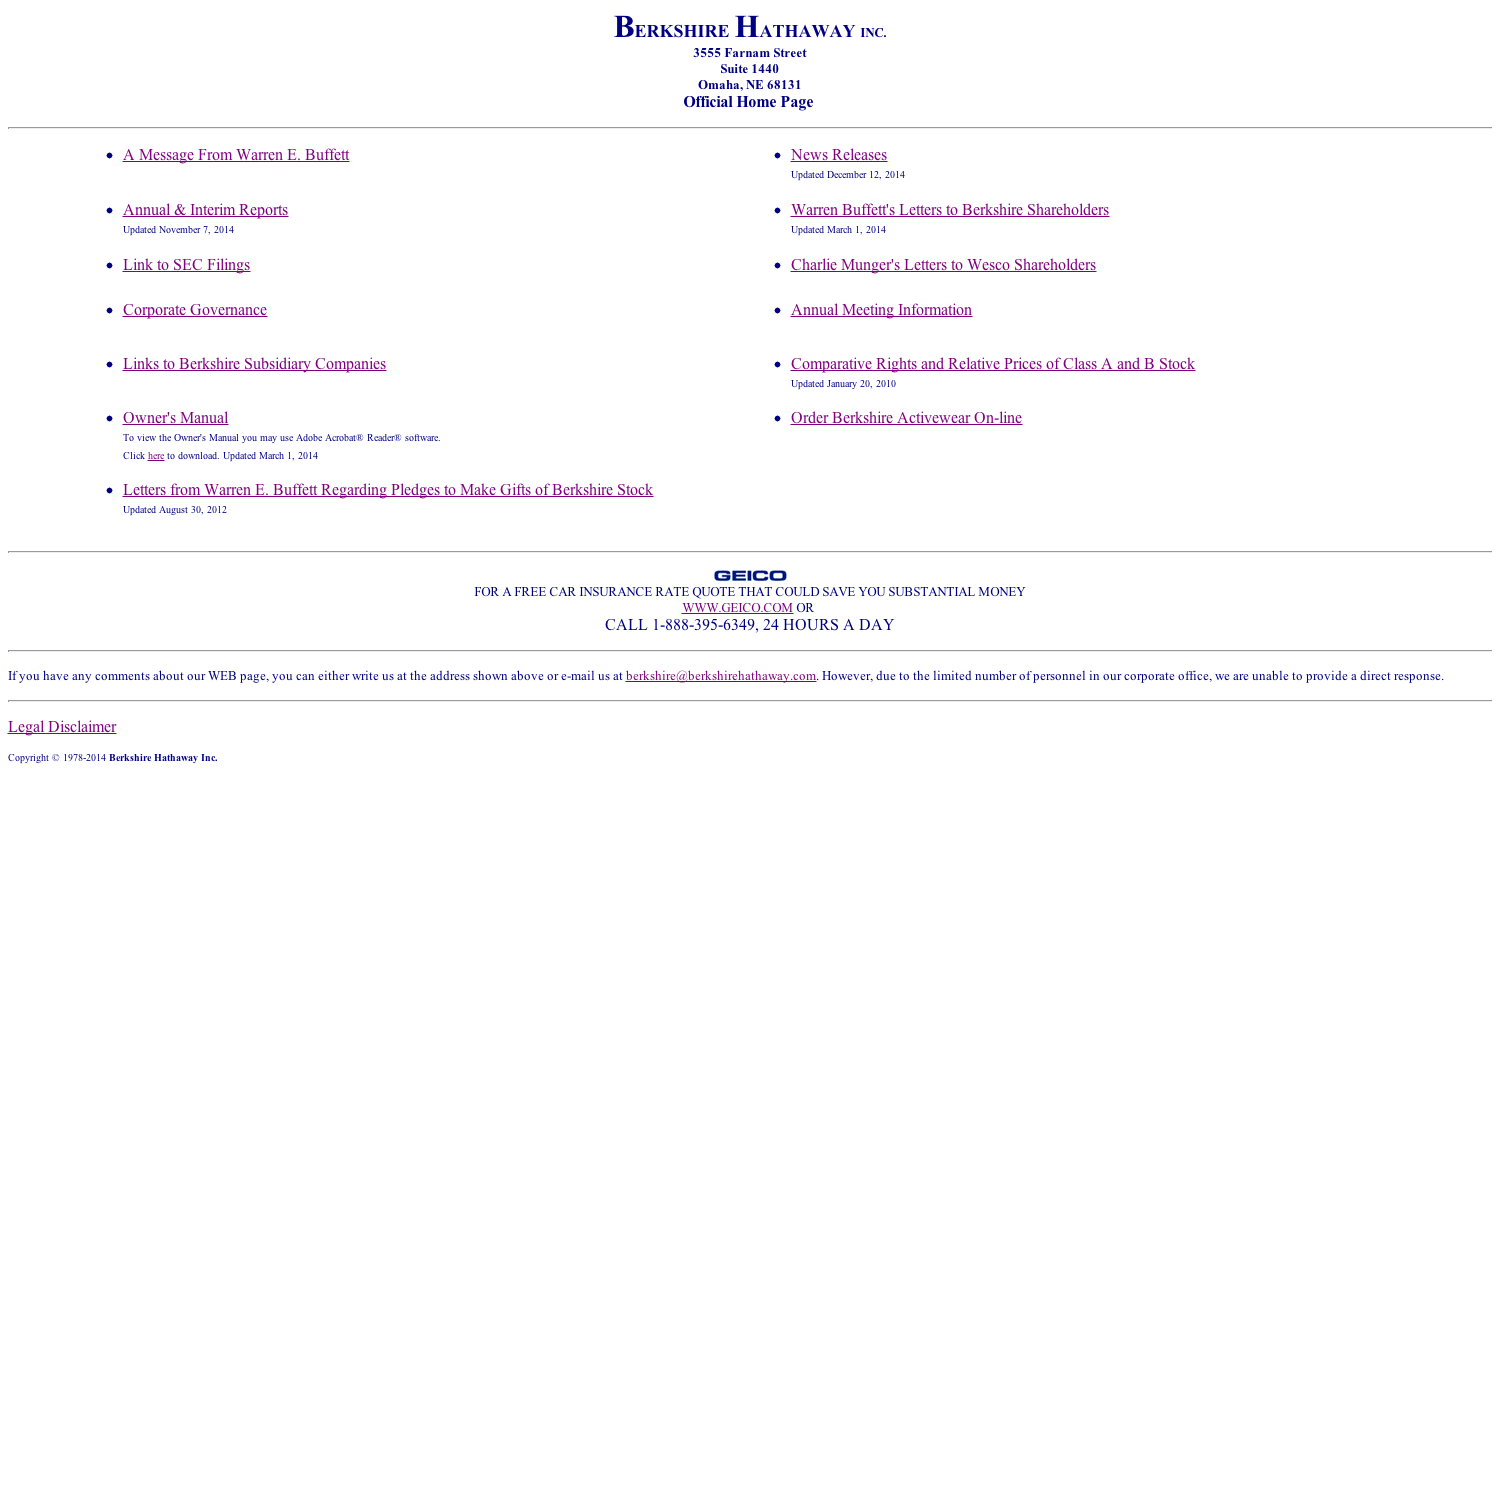 BERKSHIRE HATHAWAY INC.
3555 Farnam Street
Suite 1440
Omaha, NE 68131
Official Home Page
A Message From Warren E. Buffett
News Releases
Updated December 12, 2014
Annual & Interim Reports
Updated November 7, 2014
Warren Buffett's Letters to Berkshire Shareholders
Updated March 1, 2014
Link to SEC Filings
Charlie Munger's Letters to Wesco Shareholders
Corporate Governance
Annual Meeting Information
Links to Berkshire Subsidiary Companies
Comparative Rights and Relative Prices of Class A and B Stock
Updated January 20, 2010
Owner's Manual
To view the Owner's Manual you may use Adobe Acrobat® Reader® software.
Click here to download. Updated March 1, 2014
Order Berkshire Activewear On-line
Letters from Warren E. Buffett Regarding Pledges to Make Gifts of Berkshire Stock
Updated August 30, 2012
GEICO
FOR A FREE CAR INSURANCE RATE QUOTE THAT COULD SAVE YOU SUBSTANTIAL MONEY
WWW.GEICO.COM OR
CALL 1-888-395-6349, 24 HOURS A DAY
If you have any comments about our WEB page, you can either write us at the address shown above or e-mail us at berkshire@berkshirehathaway.com. However, due to the limited number of personnel in our corporate office, we are unable to provide a direct response.
Legal Disclaimer
Copyright © 1978-2014 Berkshire Hathaway Inc.